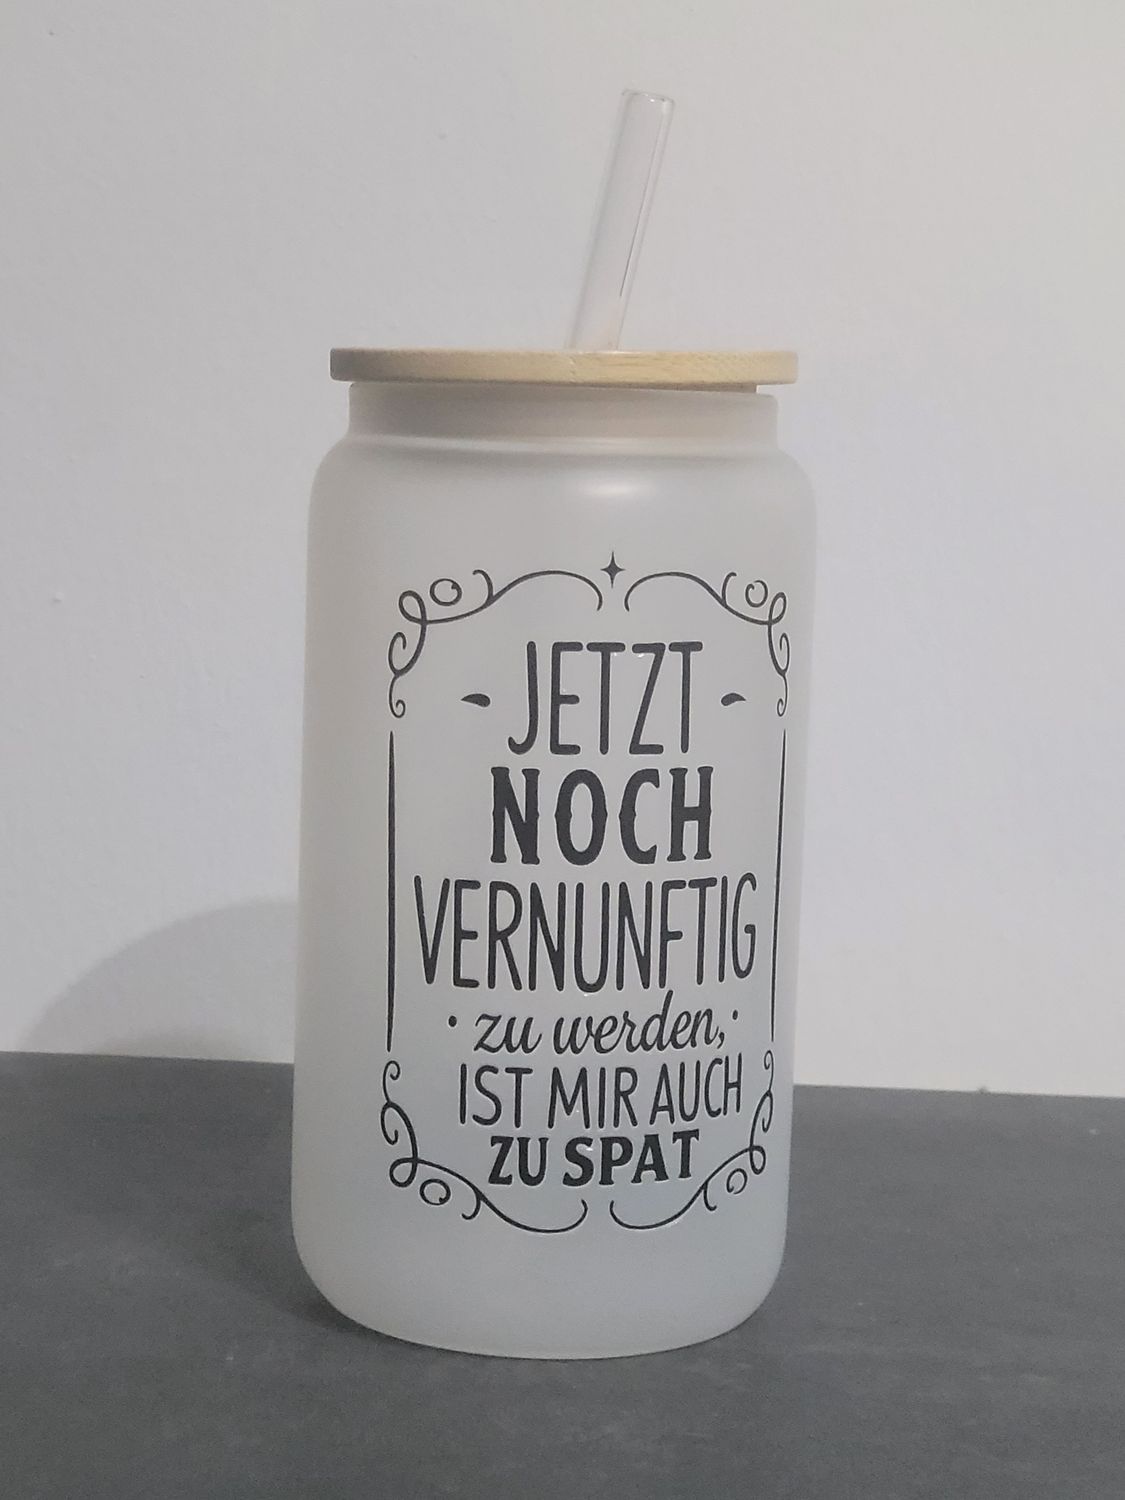 - JETZT -
NOCH
VERNUNFTIG
· zu werden, ·
IST MIR AUCH
ZU SPAT